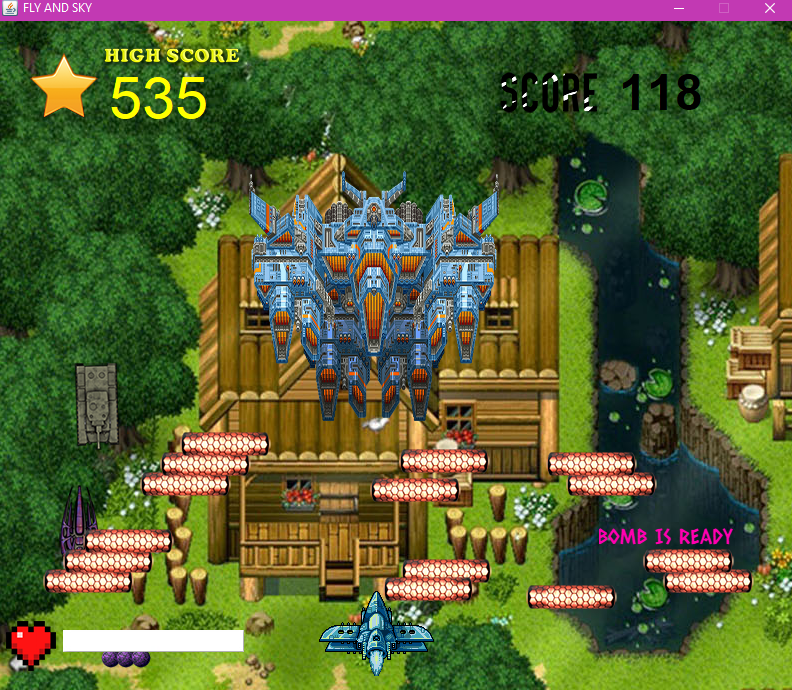 FLY AND SKY
HIGH SCORE
535
SCORE 118
BOMB IS READY